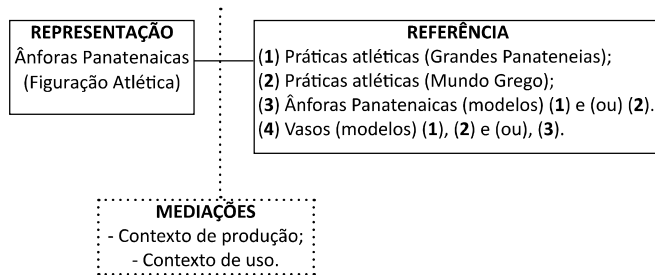 REPRESENTAÇÃO
Ânforas Panatenaicas
(Figuração Atlética)
REFERÊNCIA
(1) Práticas atléticas (Grandes Panateneias);
(2) Práticas atléticas (Mundo Grego);
(3) Ânforas Panatenaicas (modelos) (1) e (ou) (2).
(4) Vasos (modelos) (1), (2) e (ou), (3).
MEDIAÇÕES
- Contexto de produção;
- Contexto de uso.